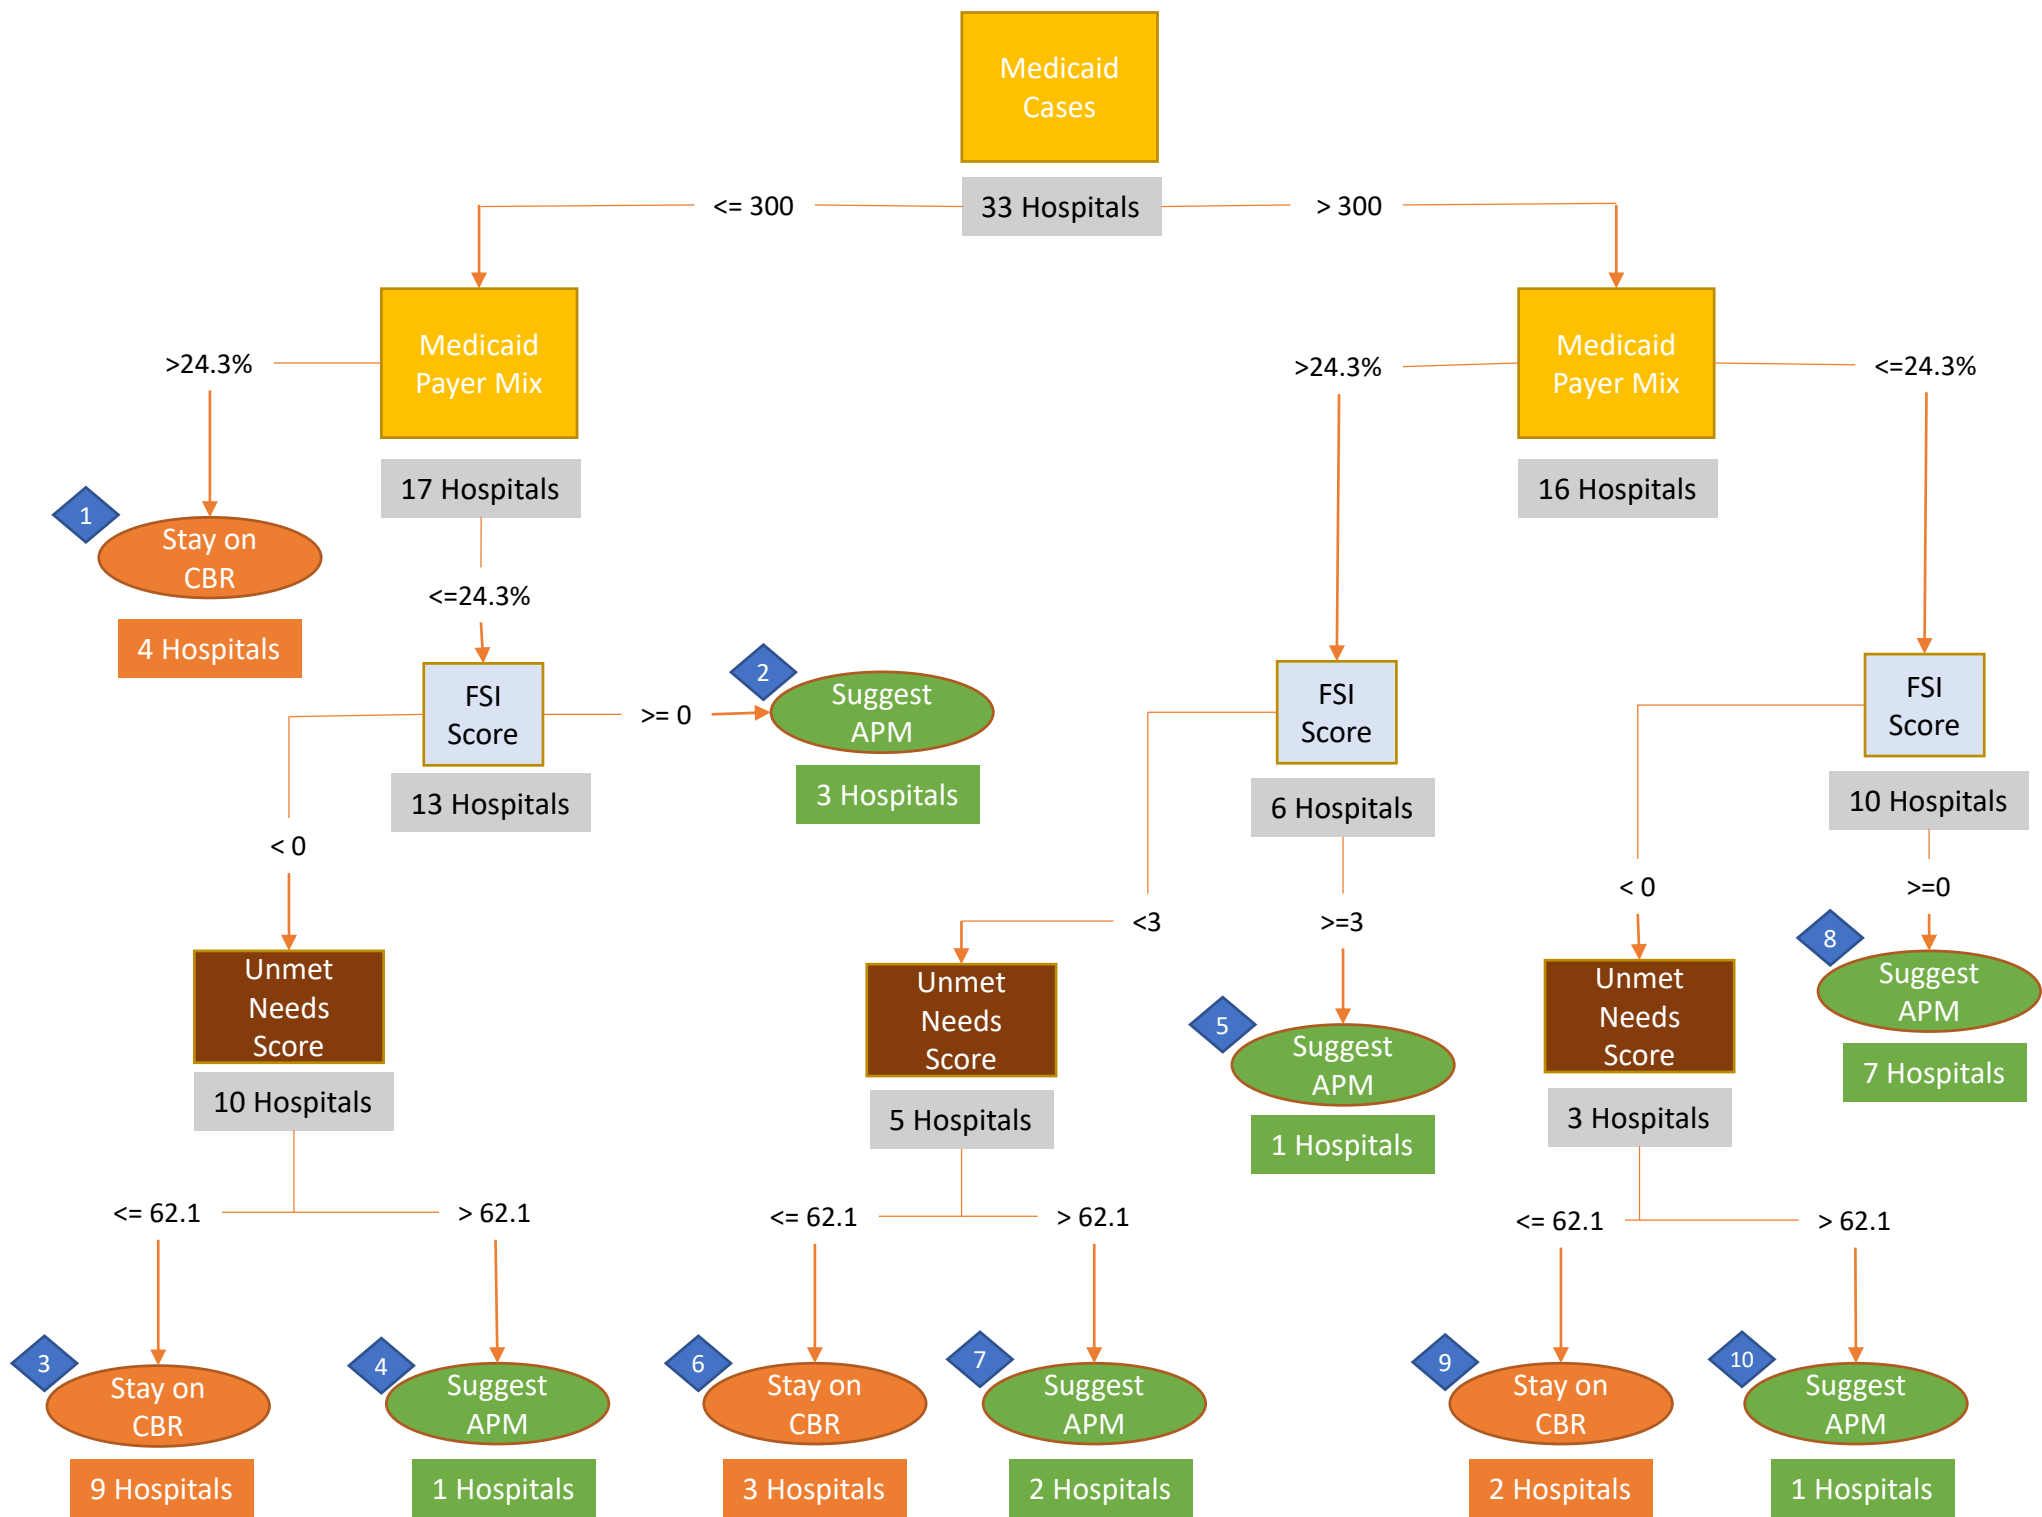 Medicaid
Cases
33 Hospitals
<= 300
> 300
Medicaid
Payer Mix
17 Hospitals
>24.3%
<=24.3%
1
Stay on
CBR
4 Hospitals
FSI
Score
13 Hospitals
>= 0
2
Suggest
APM
3 Hospitals
< 0
Unmet
Needs
Score
10 Hospitals
<= 62.1
> 62.1
3
Stay on
CBR
9 Hospitals
4
Suggest
APM
1 Hospitals
Medicaid
Payer Mix
16 Hospitals
>24.3%
<=24.3%
FSI
Score
6 Hospitals
<3
>=3
5
Suggest
APM
1 Hospitals
Unmet
Needs
Score
5 Hospitals
<= 62.1
> 62.1
6
Stay on
CBR
3 Hospitals
7
Suggest
APM
2 Hospitals
FSI
Score
10 Hospitals
< 0
>=0
8
Suggest
APM
7 Hospitals
Unmet
Needs
Score
3 Hospitals
<= 62.1
> 62.1
9
Stay on
CBR
2 Hospitals
10
Suggest
APM
1 Hospitals